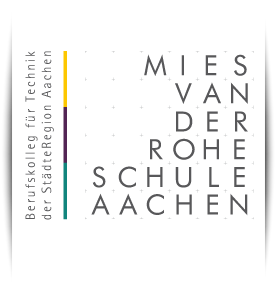 Berufskolleg für Technik
der StädteRegion Aachen
MIES
VAN
DER
ROHE
SCHULE
AACHEN